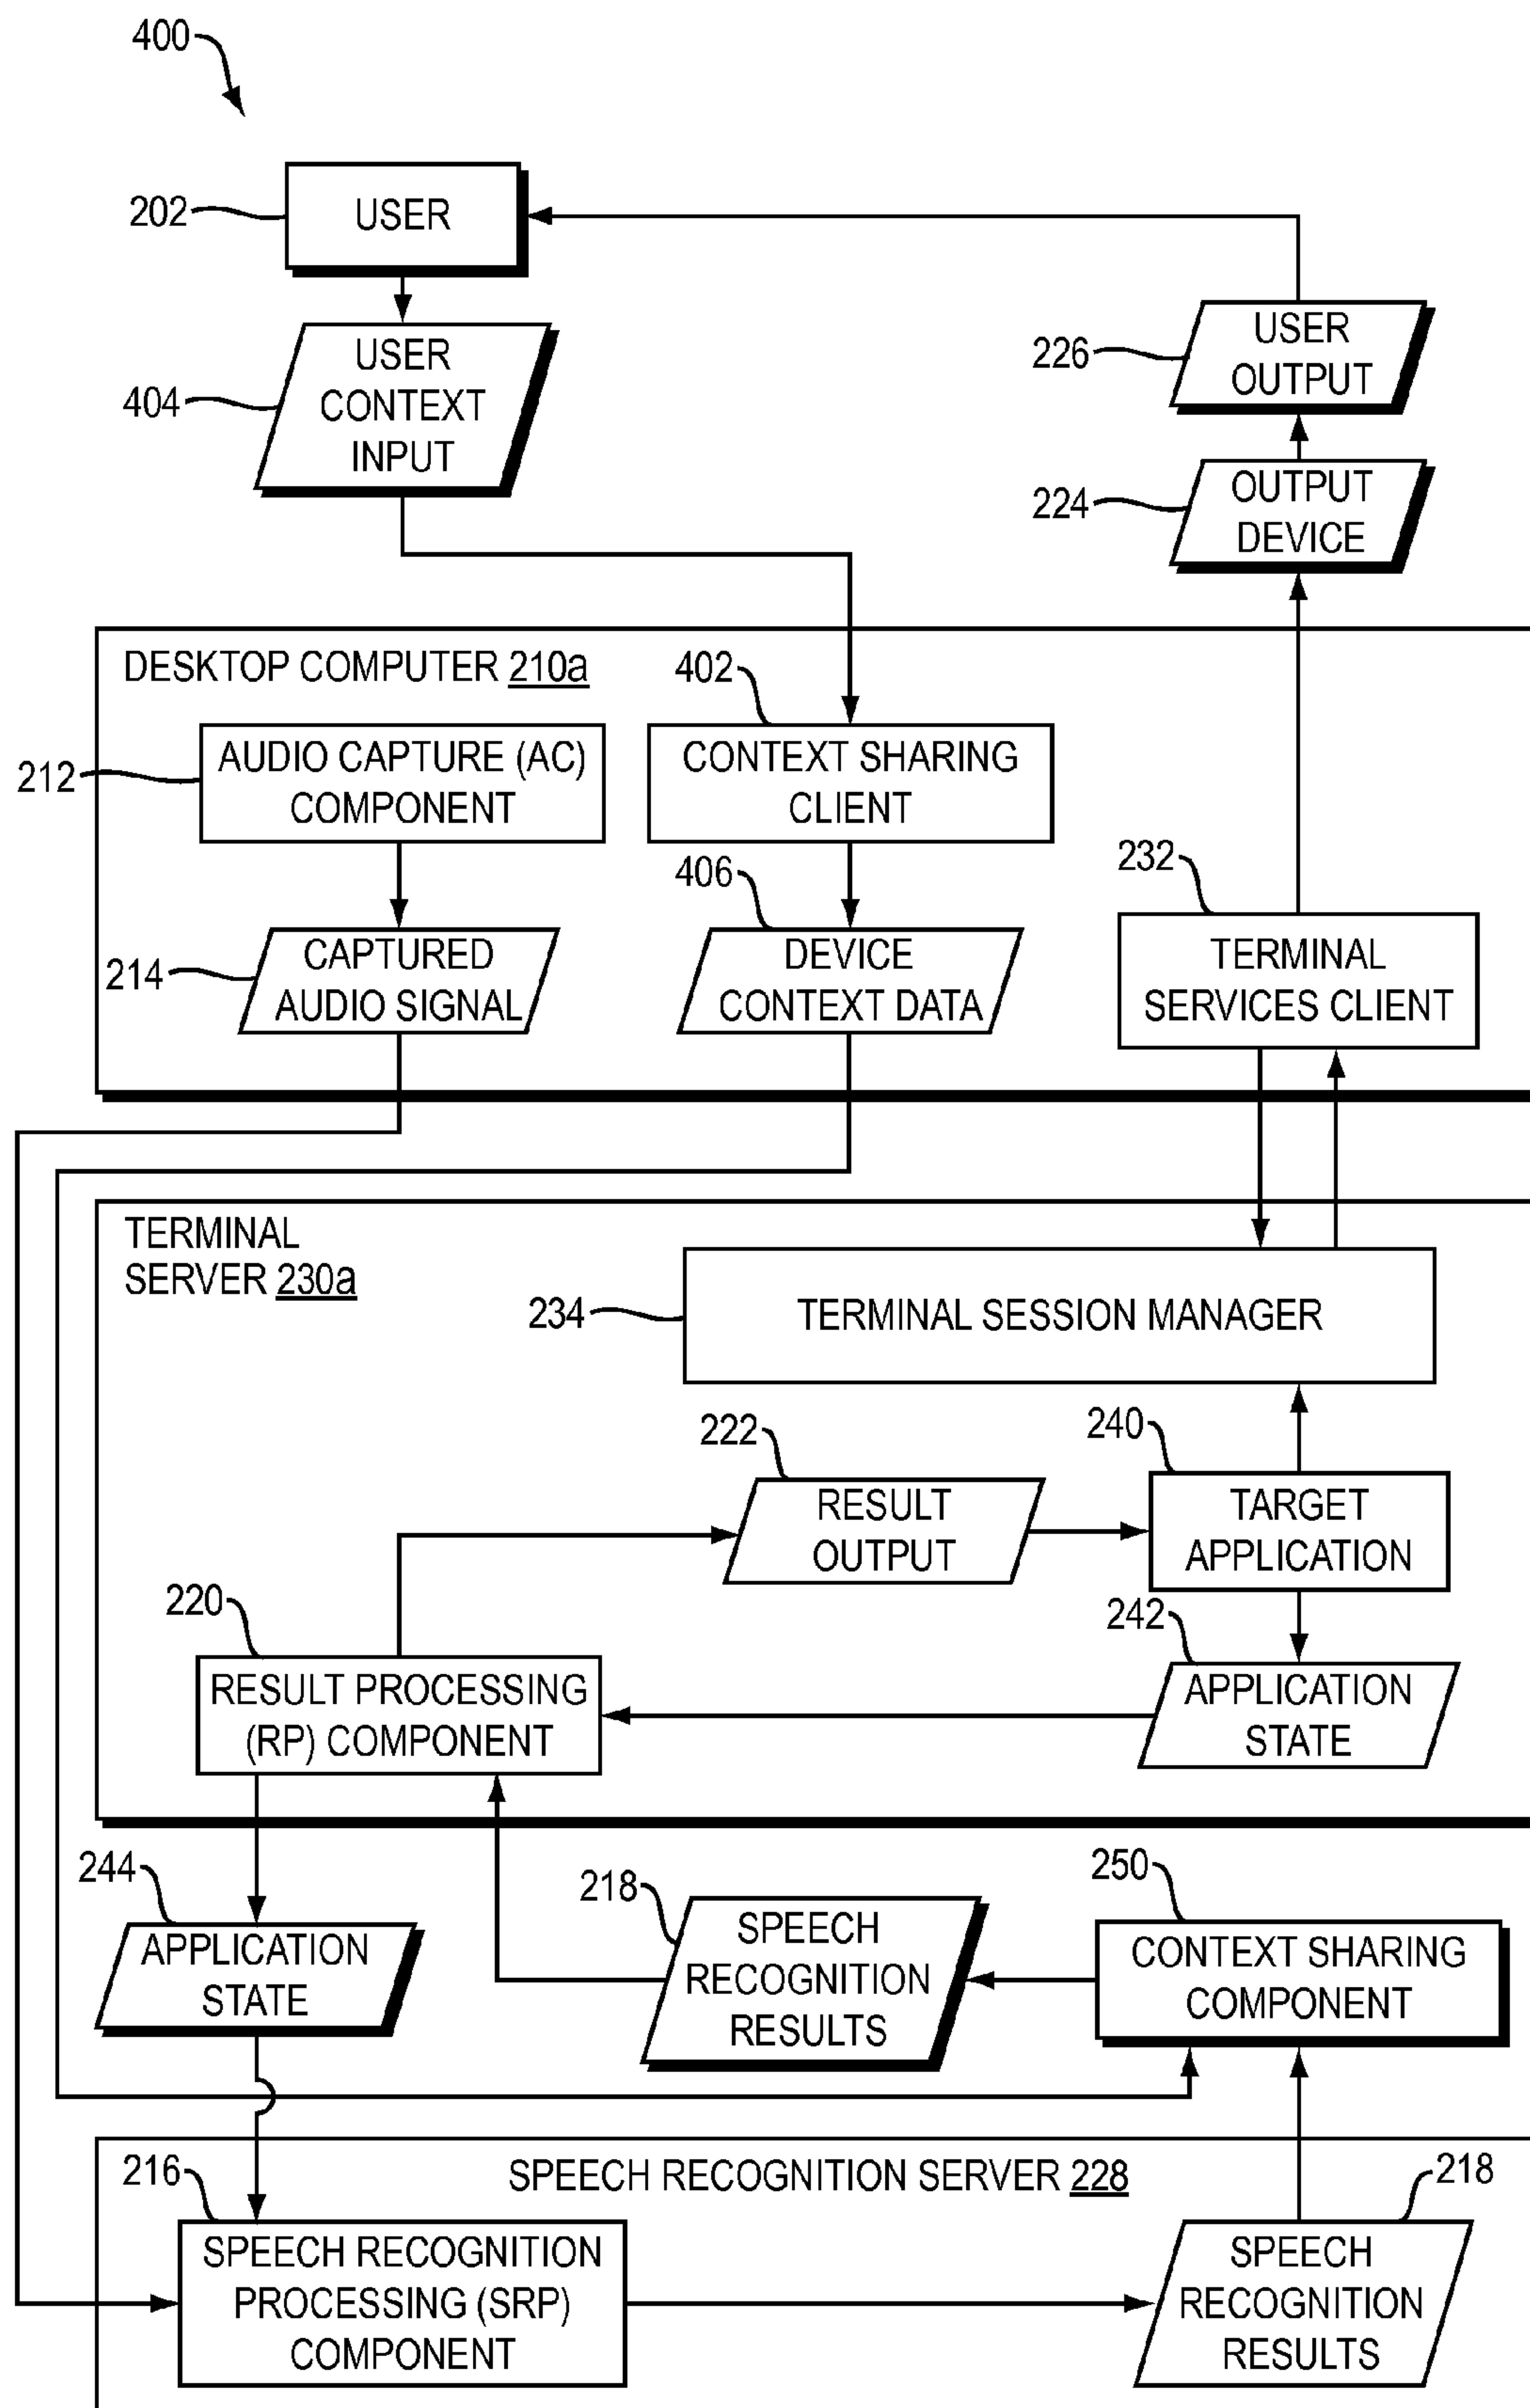 400
202
USER
404
USER
CONTEXT
INPUT
226
USER
OUTPUT
224
OUTPUT
DEVICE
DESKTOP COMPUTER 210a
402
212
AUDIO CAPTURE (AC)
COMPONENT
CONTEXT SHARING
CLIENT
406
232
214
CAPTURED
AUDIO SIGNAL
DEVICE
CONTEXT DATA
TERMINAL
SERVICES CLIENT
TERMINAL
SERVER 230a
234
TERMINAL SESSION MANAGER
222
240
RESULT
OUTPUT
TARGET
APPLICATION
220
242
RESULT PROCESSING
(RP) COMPONENT
APPLICATION
STATE
244
218
250
APPLICATION
STATE
SPEECH
RECOGNITION
RESULTS
CONTEXT SHARING
COMPONENT
216
SPEECH RECOGNITION SERVER 228
218
SPEECH RECOGNITION
PROCESSING (SRP)
COMPONENT
SPEECH
RECOGNITION
RESULTS